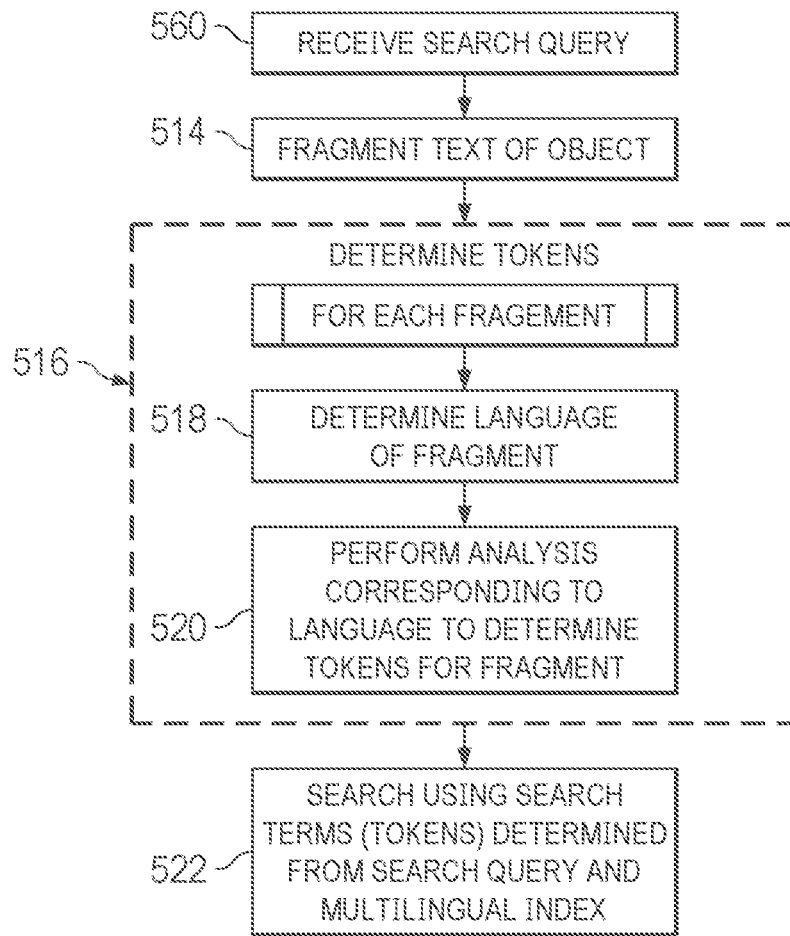 560
RECEIVE SEARCH QUERY
514
FRAGMENT TEXT OF OBJECT
DETERMINE TOKENS
FOR EACH FRAGEMENT
516
518
DETERMINE LANGUAGE
OF FRAGMENT
PERFORM ANALYSIS
CORRESPONDING TO
520
LANGUAGE TO DETERMINE
TOKENS FOR FRAGMENT
SEARCH USING SEARCH
TERMS (TOKENS) DETERMINED
522
FROM SEARCH QUERY AND
MULTILINGUAL INDEX